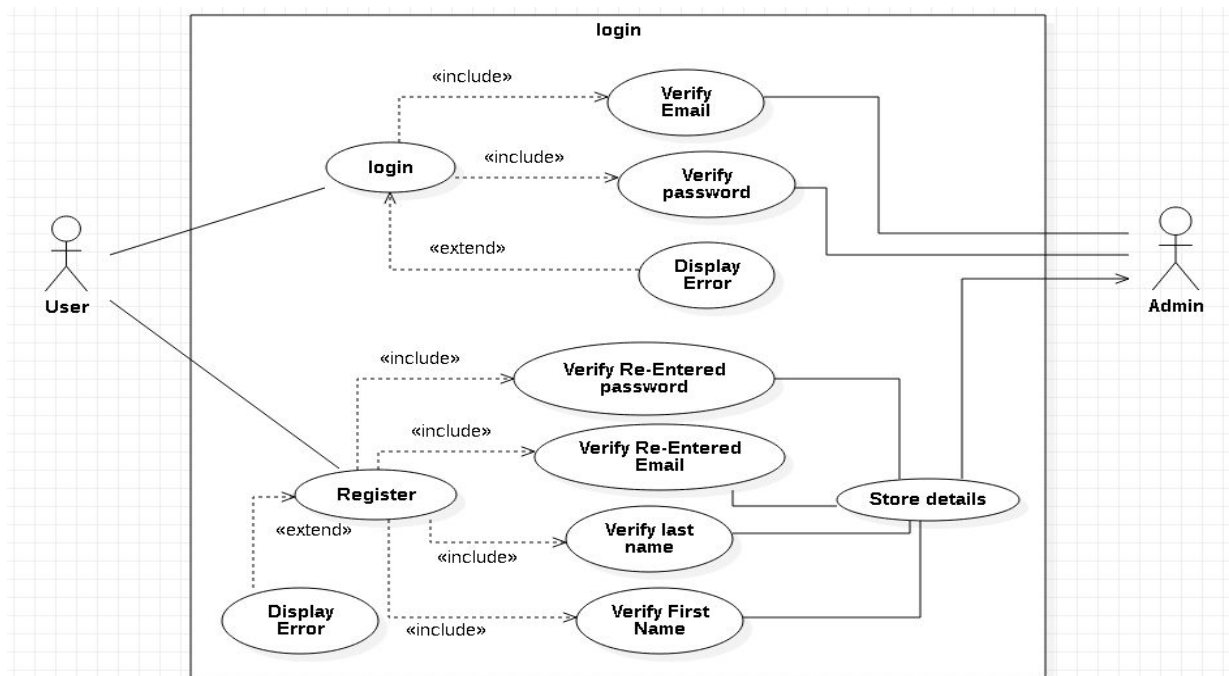 login
«include»
Verify
Email
login
«include»
Verify
password
«extend»
Display
Error
User
Admin
«include»
Verify Re-Entered
password
«include»
Verify Re-Entered
Email
Register
Store details
«extend»
Verify last
name
«include»
Display
Error
Verify First
Name
«include»